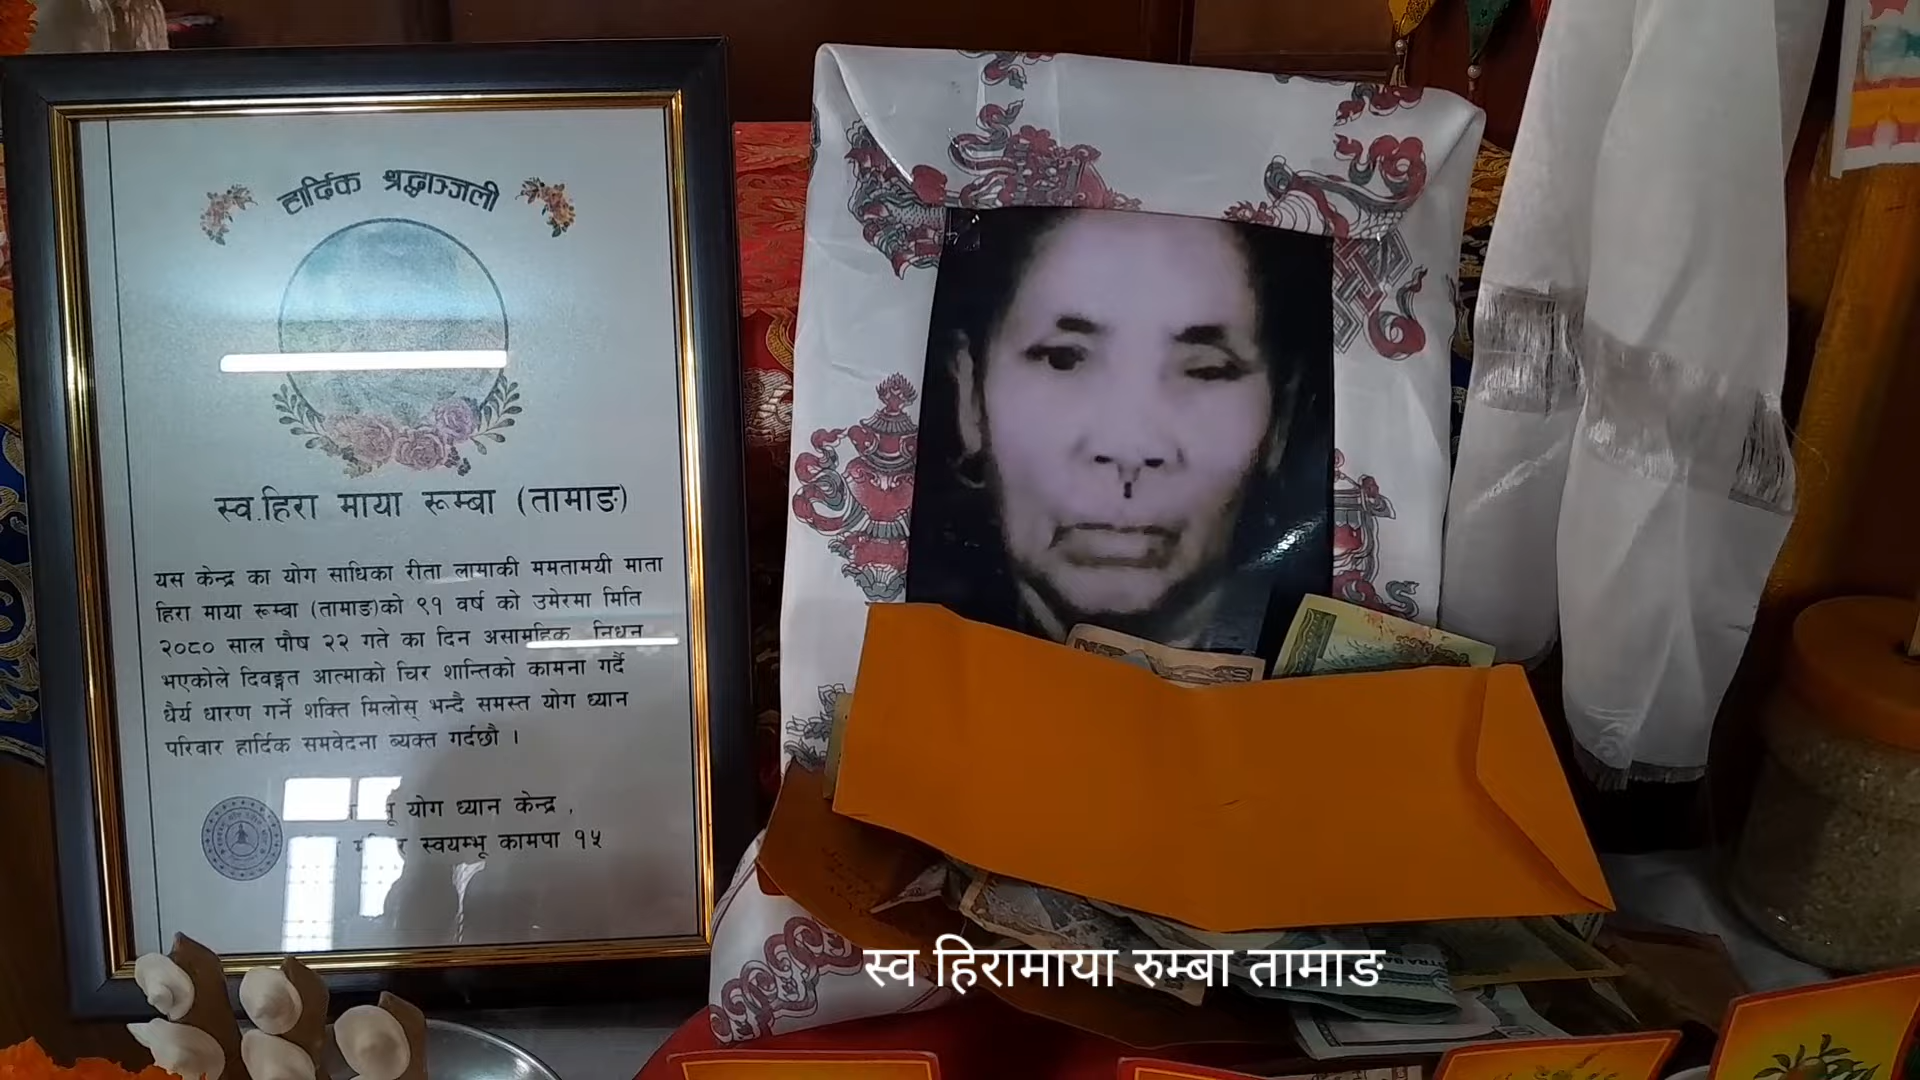 हार्दिक श्रद्धाञ्जली
स्व.हिरा माया रूम्बा (तामाङ)
यस केन्द्र का योग साधिका रीता लामाकी ममतामयी माता
हिरा माया रूम्बा (तामाङ)को ९१ वर्ष को उमेरमा मिति
२०८० साल पौष २२ गते का दिन असामहिक निधन
भएकोले दिवङ्गत आत्माको चिर शान्तिको कामना गर्दै
धैर्य धारण गर्ने शक्ति मिलोस् भन्दै समस्त योग ध्यान
परिवार हार्दिक समवेदना ब्यक्त गर्दछौ ।
योग ध्यान केन्द्र ,
स्वयम्भू कामपा १५
स्व हिरामाया रुम्बा तामाङ